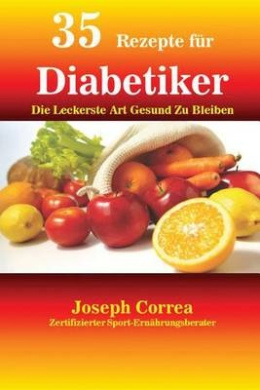 35 Rezepte für
Diabetiker
Die Leckerste Art Gesund Zu Bleiben
Joseph Correa
Zertifizierter Sport-Ernährungsberater